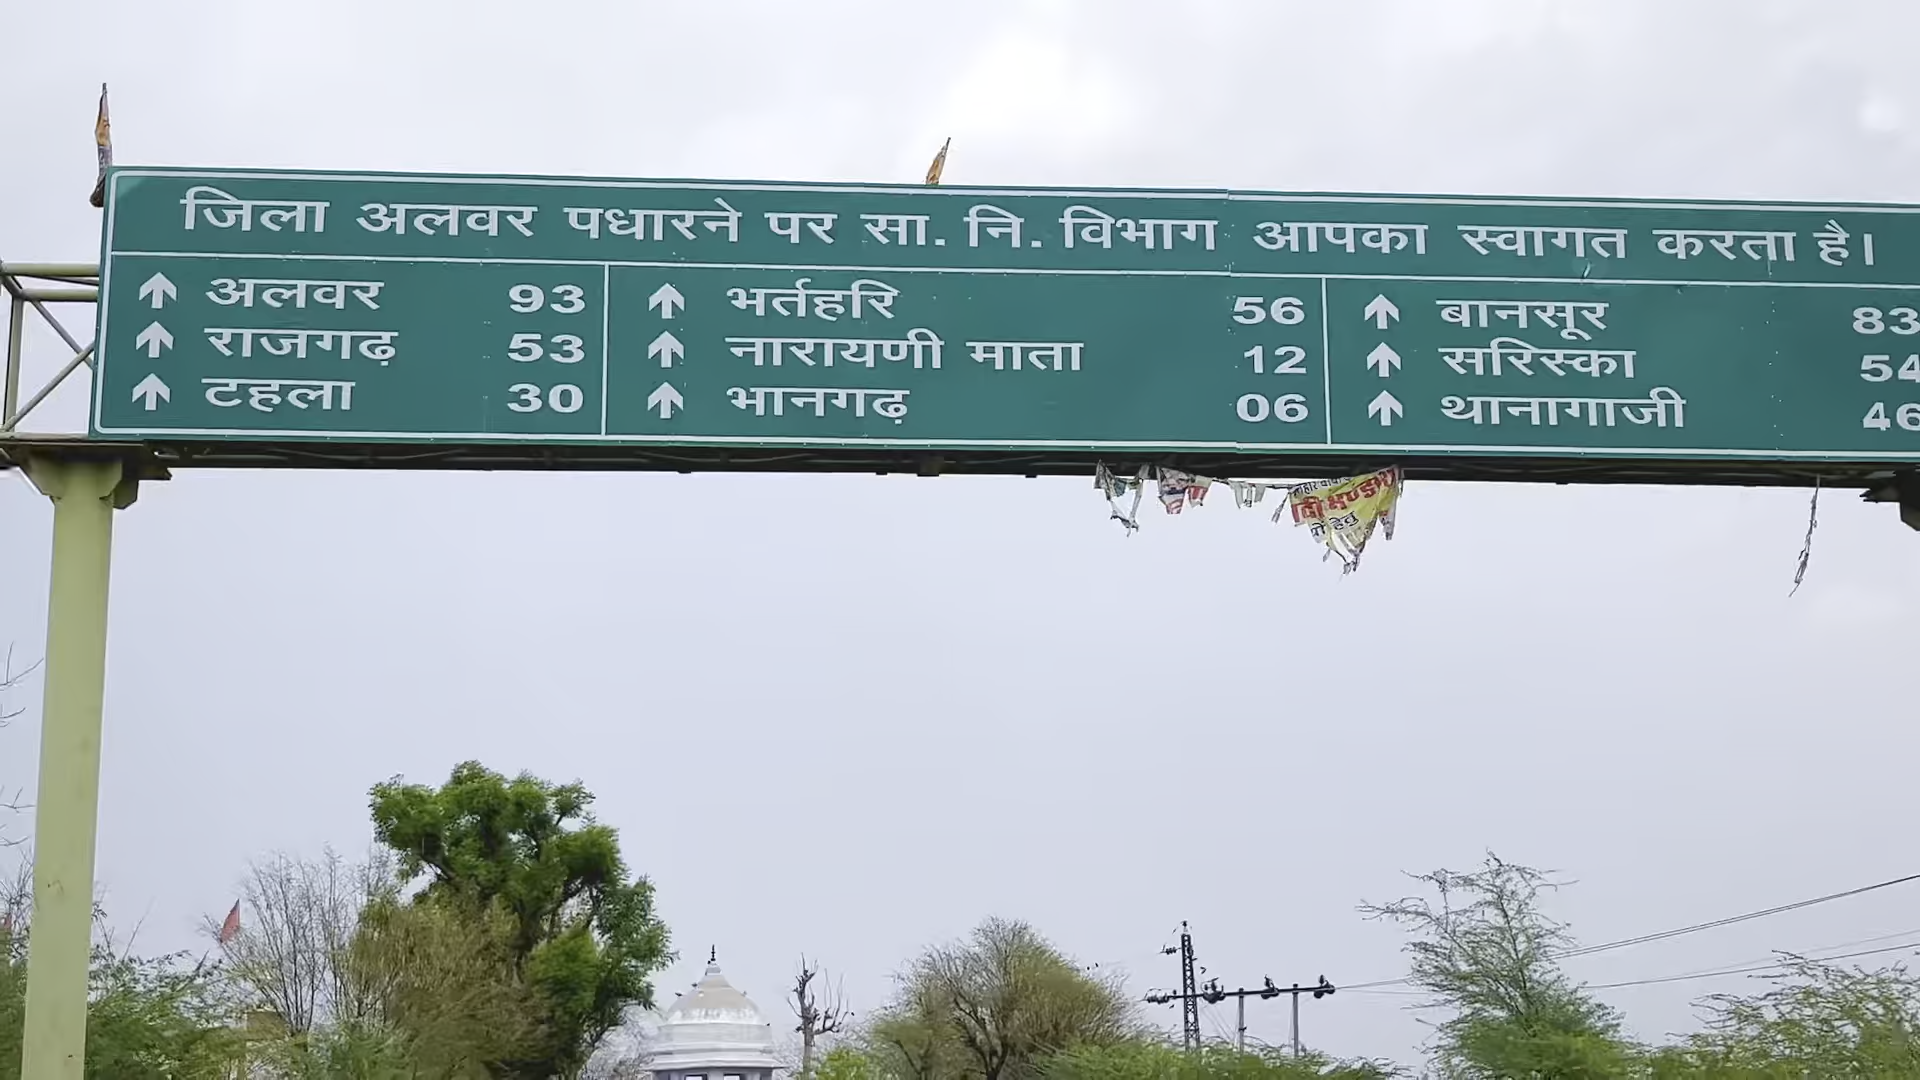 जिला अलवर पधारने पर सा. नि. विभाग आपका स्वागत करता है।
अलवर 93
राजगढ़ 53
टहला 30
भर्तहरि 56
नारायणी माता 12
भानगढ़ 06
बानसूर 83
सरिस्का 54
थानागाजी 46